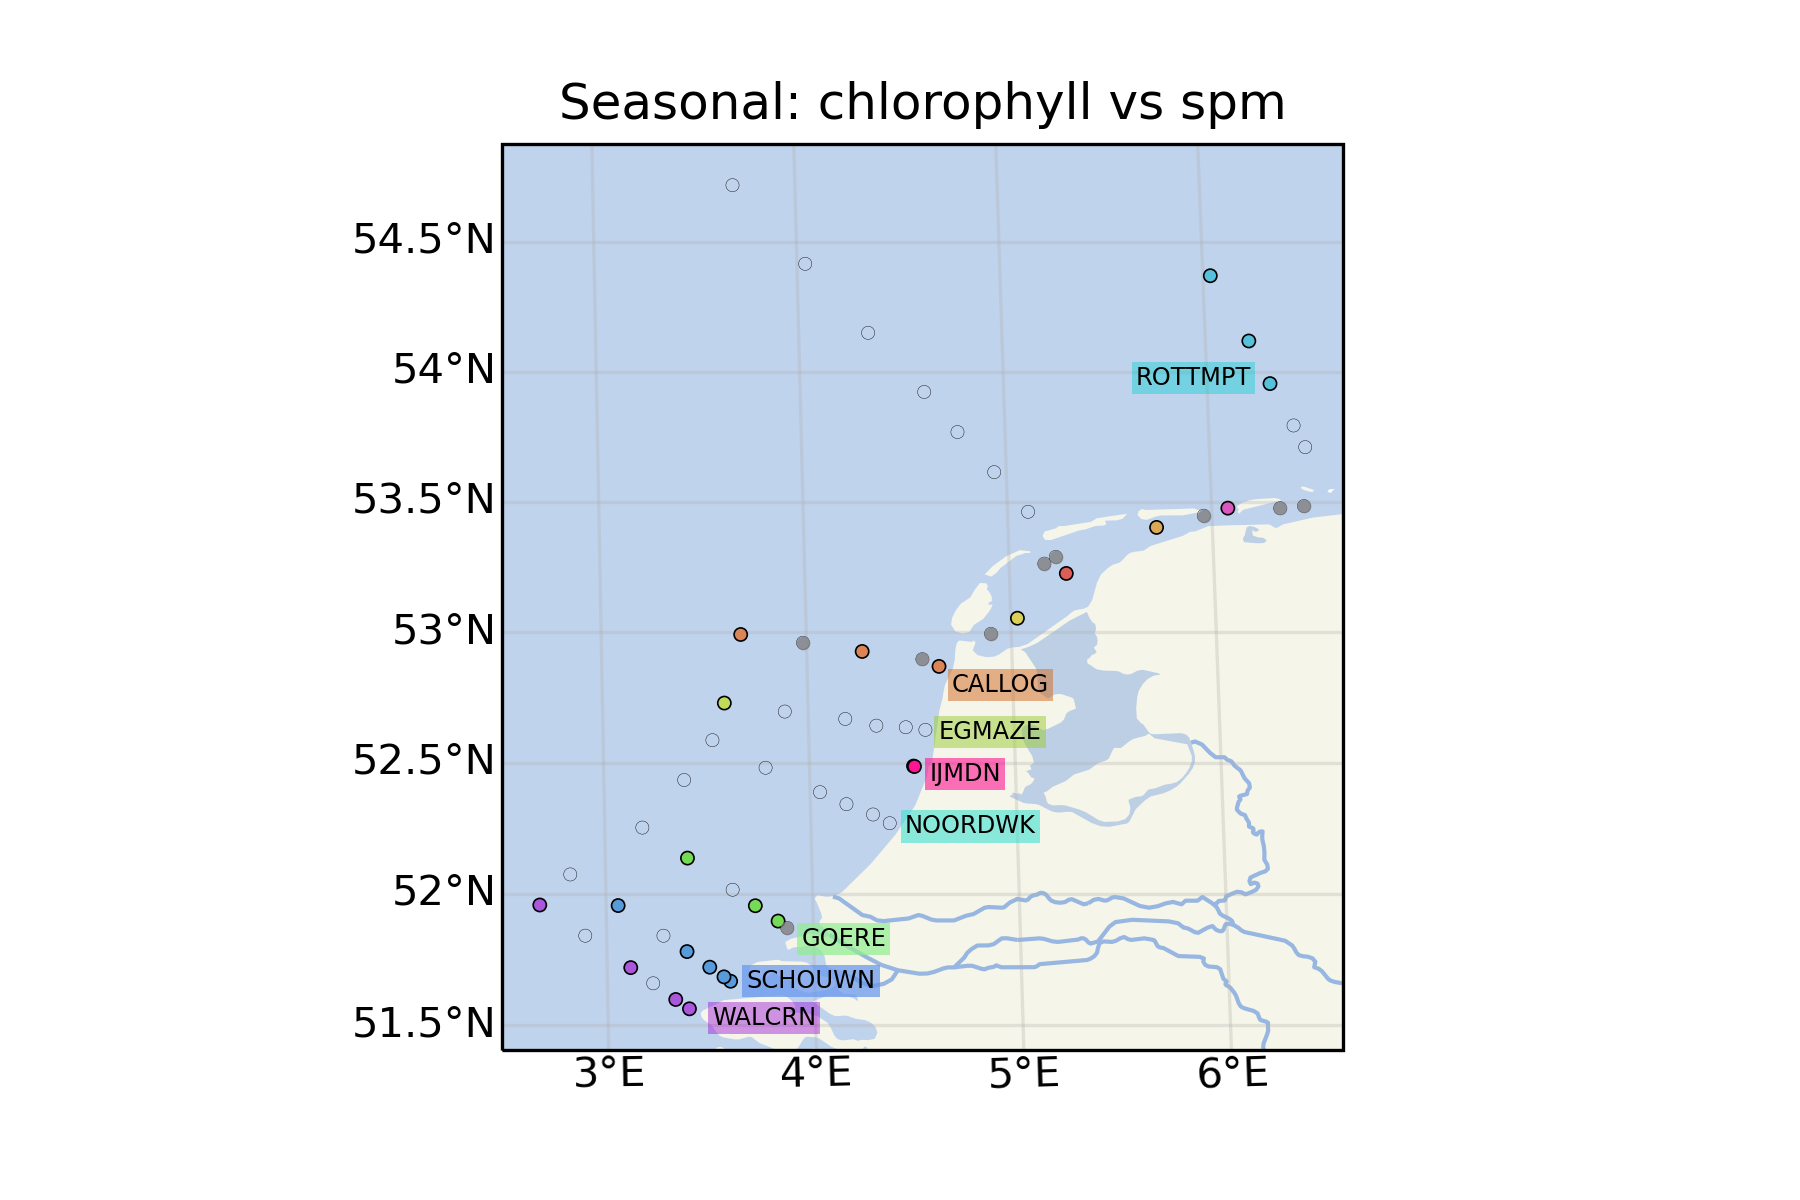 Seasonal: chlorophyll vs spm
54.5°N
54°N
ROTTMPT
53.5°N
53°N
CALLOG
EGMAZE
52.5°N
IJMDN
NOORDWK
52°N
GOERE
SCHOUWN
WALCRN
51.5°N
3°E 4°E 5°E 6°E